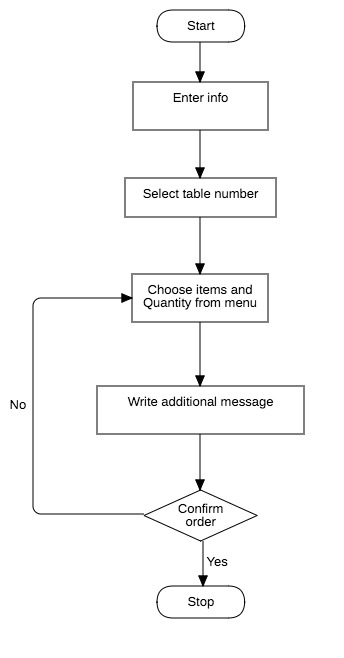 Start
Enter info
Select table number
Choose items and
Quantity from menu
Write additional message
No
Confirm
order
Yes
Stop